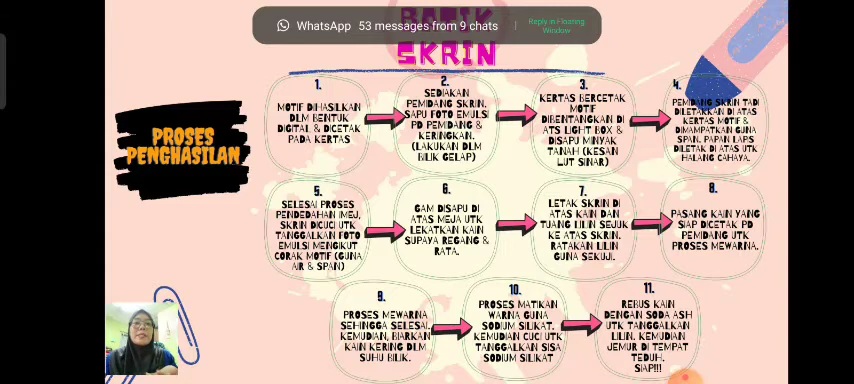 WhatsApp 53 messages from 9 chats
Reply in Floating
Window
BATIK
SKRIN
PROSES
PENGHASILAN
1.
MOTIF DIHASILKAN
DLM BENTUK
DIGITAL & DICETAK
PADA KERTAS
2.
SEDIAKAN
PEMIDANG SKRIN.
SAPU FOTO EMULSI
PD PEMIDANG &
KERINGKAN.
(LAKUKAN DLM
BILIK GELAP)
3.
KERTAS BERCETAK
MOTIF
DIBENTANGKAN DI
ATS LIGHT BOX &
DISAPU MINYAK
TANAH (KESAN
LUT SINAR)
4.
PEMIDANG SKRIN TADI
DILETAKKAN DI ATAS
KERTAS MOTIF &
DIMAMPATKAN GUNA
SPAN. PAPAN LAPIS
DILETAK DI ATAS UTK
HALANG CAHAYA.
5.
SELESAI PROSES
PENDEDAHAN IMEJ,
SKRIN DICUCI UTK
TANGGALKAN FOTO
EMULSI MENGIKUT
CORAK MOTIF (GUNA
AIR & SPAN)
6.
GAM DISAPU DI
ATAS MEJA UTK
LEKATKAN KAIN
SUPAYA REGANG &
RATA.
7.
LETAK SKRIN DI
ATAS KAIN DAN
TUANG LILIN SEJUK
KE ATAS SKRIN.
RATAKAN LILIN
GUNA SEKUJI.
8.
PASANG KAIN YANG
SIAP DICETAK PD
PEMIDANG UTK
PROSES MEWARNA.
9.
PROSES MEWARNA
SEHINGGA SELESAI.
KEMUDIAN, BIARKAN
KAIN KERING DLM
SUHU BILIK.
10.
PROSES MATIKAN
WARNA GUNA
SODIUM SILIKAT.
KEMUDIAN CUCI UTK
TANGGALKAN SISA
SODIUM SILIKAT
11.
REBUS KAIN
DENGAN SODA ASH
UTK TANGGALKAN
LILIN. KEMUDIAN
JEMUR DI TEMPAT
TEDUH.
SIAP!!!